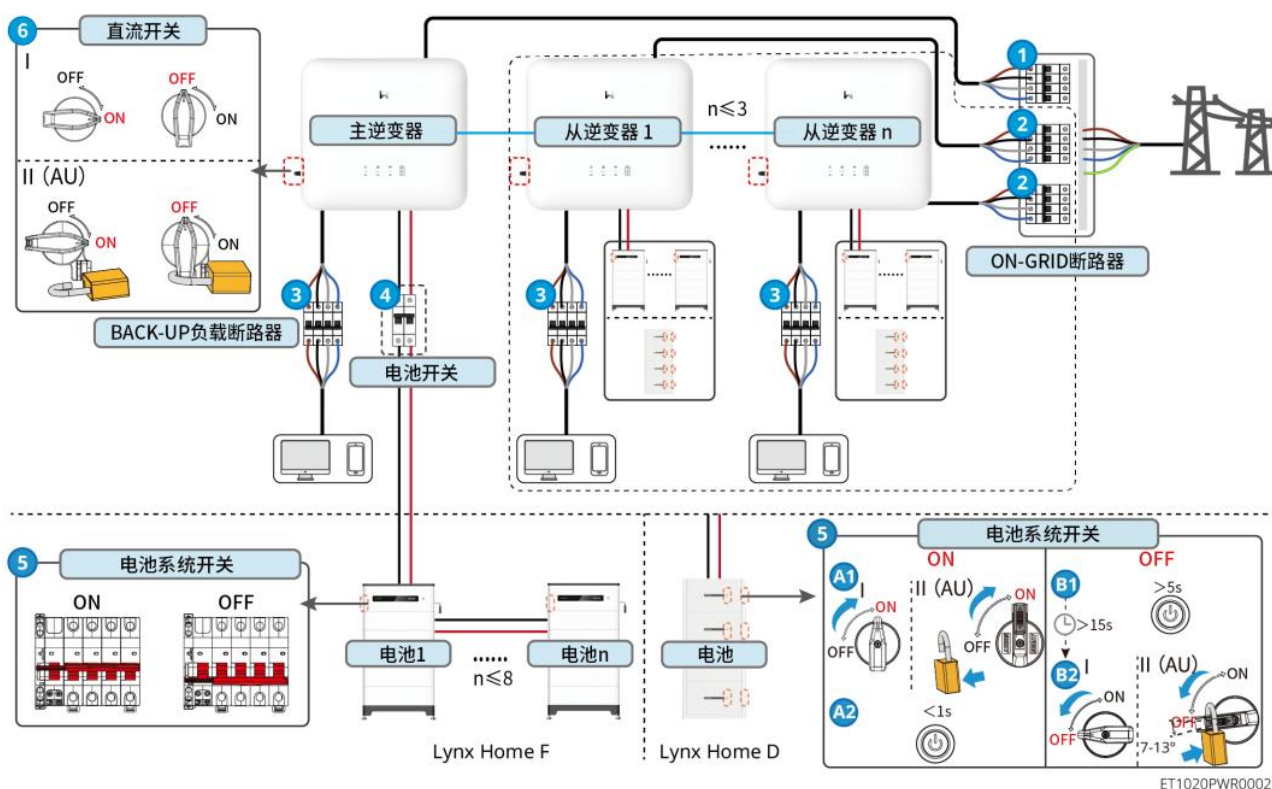 6
直流开关
I
OFF
ON
OFF
ON
II (AU)
OFF
ON
OFF
ON
主逆变器
从逆变器 1
n≤3
......
从逆变器 n
1
2
2
ON-GRID断路器
3
BACK-UP负载断路器
4
电池开关
3
......
3
......
5
电池系统开关
ON
OFF
电池1
......
n≤8
电池n
Lynx Home F
电池
Lynx Home D
5
电池系统开关
ON
OFF
A1
I
ON
OFF
II (AU)
ON
OFF
A2
<1s
B1
>5s
>15s
B2
I
ON
OFF
II (AU)
ON
OFF
7-13°
ET1020PWR0002